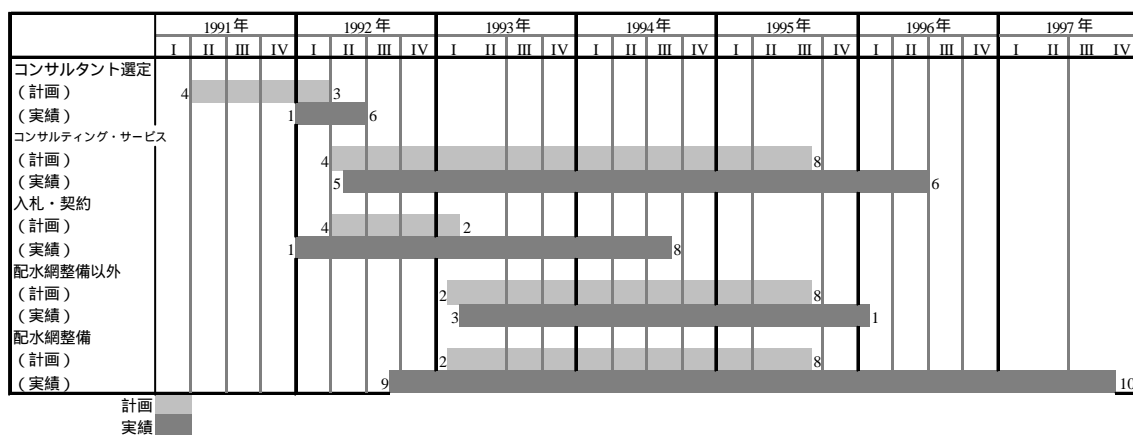 1991年 1992年 1993年 1994年 1995年 1996年 1997年
I II III IV I II III IV I II III IV I II III IV I II III IV I II III IV I II III IV
コンサルタント選定
(計画) 4 3
(実績) 1 6
コンサルティング・サービス
(計画) 4 8
(実績) 5 6
入札・契約
(計画) 4 2
(実績) 1 8
配水網整備以外
(計画) 2 8
(実績) 3 1
配水網整備
(計画) 2 8
(実績) 9 10
計画
実績